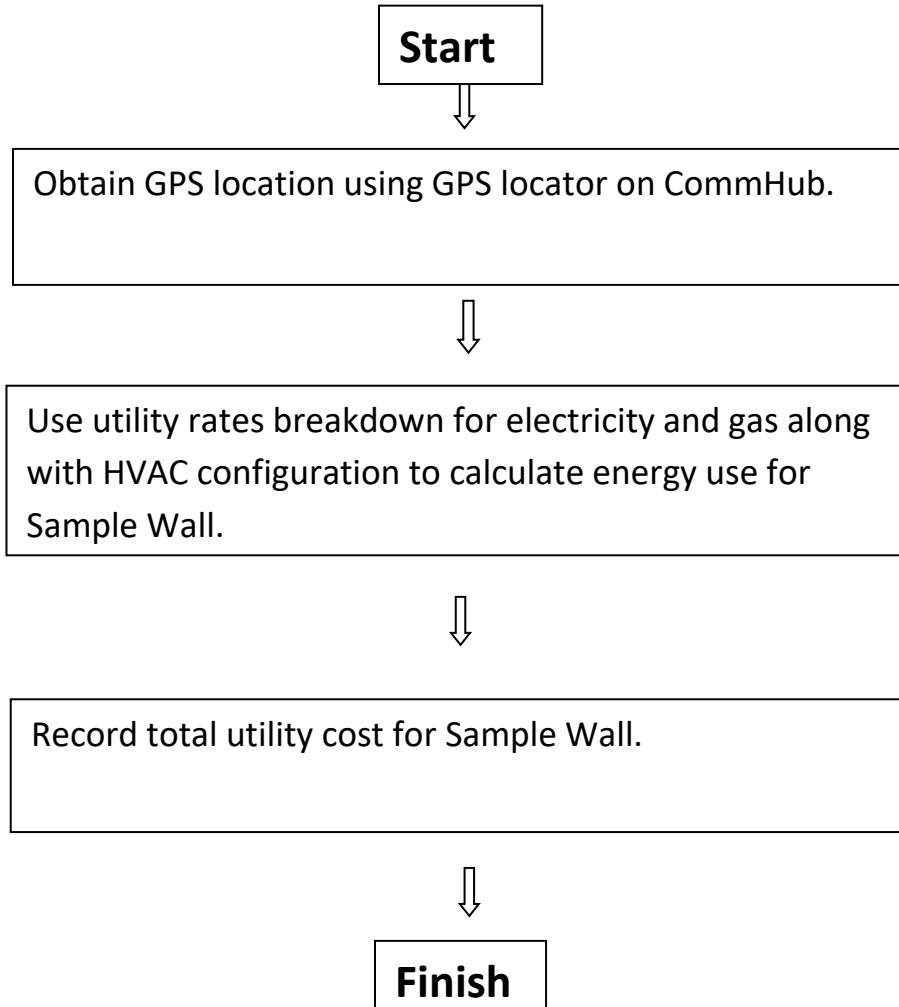 Start
Obtain GPS location using GPS locator on CommHub.
Use utility rates breakdown for electricity and gas along
with HVAC configuration to calculate energy use for
Sample Wall.
Record total utility cost for Sample Wall.
Finish